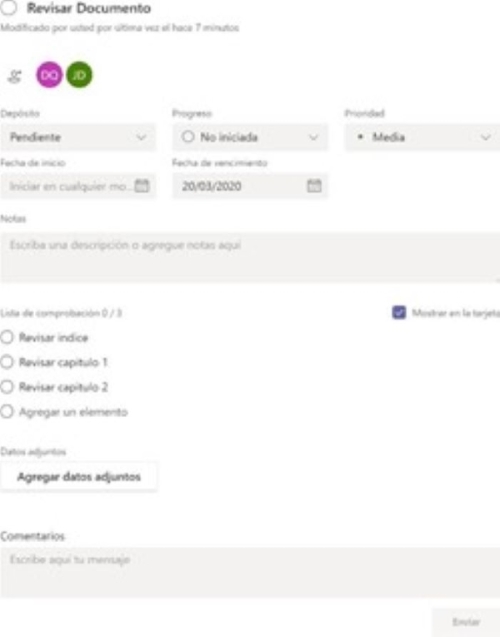 Revisar Documento
Modificado por usted por última vez el hace 7 minutos
DQ JD
Depósito Progreso Prioridad
Pendiente No iniciada Media
Fecha de inicio Fecha de vencimiento
Iniciar en cualquier mo... 20/03/2020
Notas
Escriba una descripción o agregue notas aquí
Lista de comprobación 0 / 3 Mostrar en la tarjeta
Revisar indice
Revisar capitulo 1
Revisar capitulo 2
Agregar un elemento
Datos adjuntos
Agregar datos adjuntos
Comentarios
Escribe aquí tu mensaje
Enviar